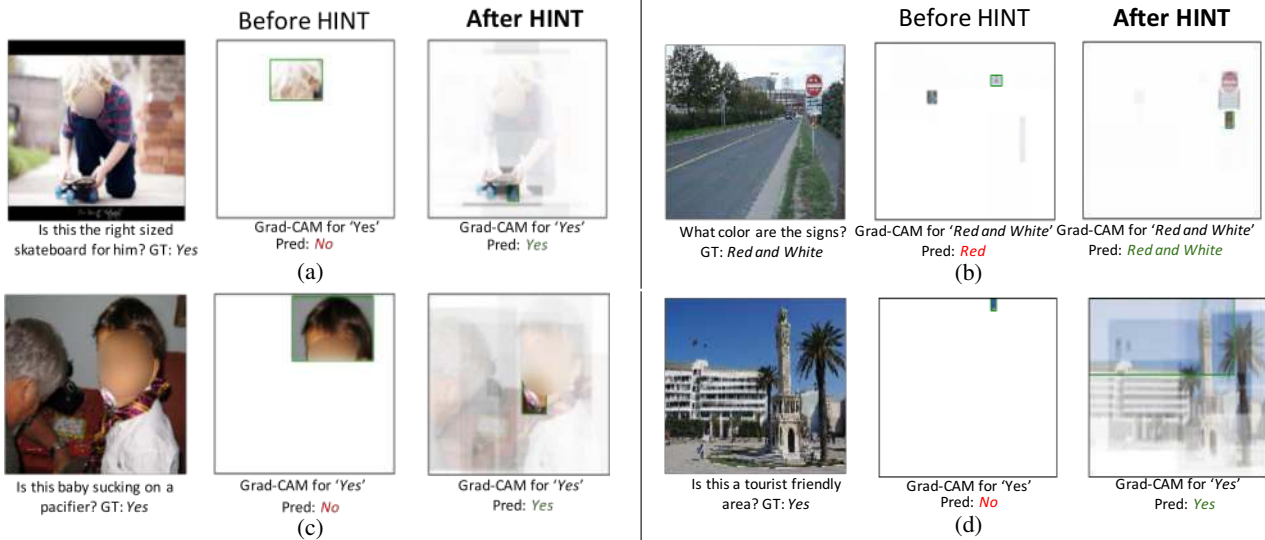 Before HINT
After HINT
Is this the right sized
skateboard for him? GT: Yes
Grad-CAM for 'Yes'
Pred: No
Grad-CAM for 'Yes'
Pred: Yes
(a)
Before HINT
After HINT
What color are the signs?
GT: Red and White
Grad-CAM for 'Red and White'
Pred: Red
Grad-CAM for 'Red and White'
Pred: Red and White
(b)
Is this baby sucking on a
pacifier? GT: Yes
Grad-CAM for 'Yes'
Pred: No
Grad-CAM for 'Yes'
Pred: Yes
(c)
Is this a tourist friendly
area? GT: Yes
Grad-CAM for 'Yes'
Pred: No
Grad-CAM for 'Yes'
Pred: Yes
(d)